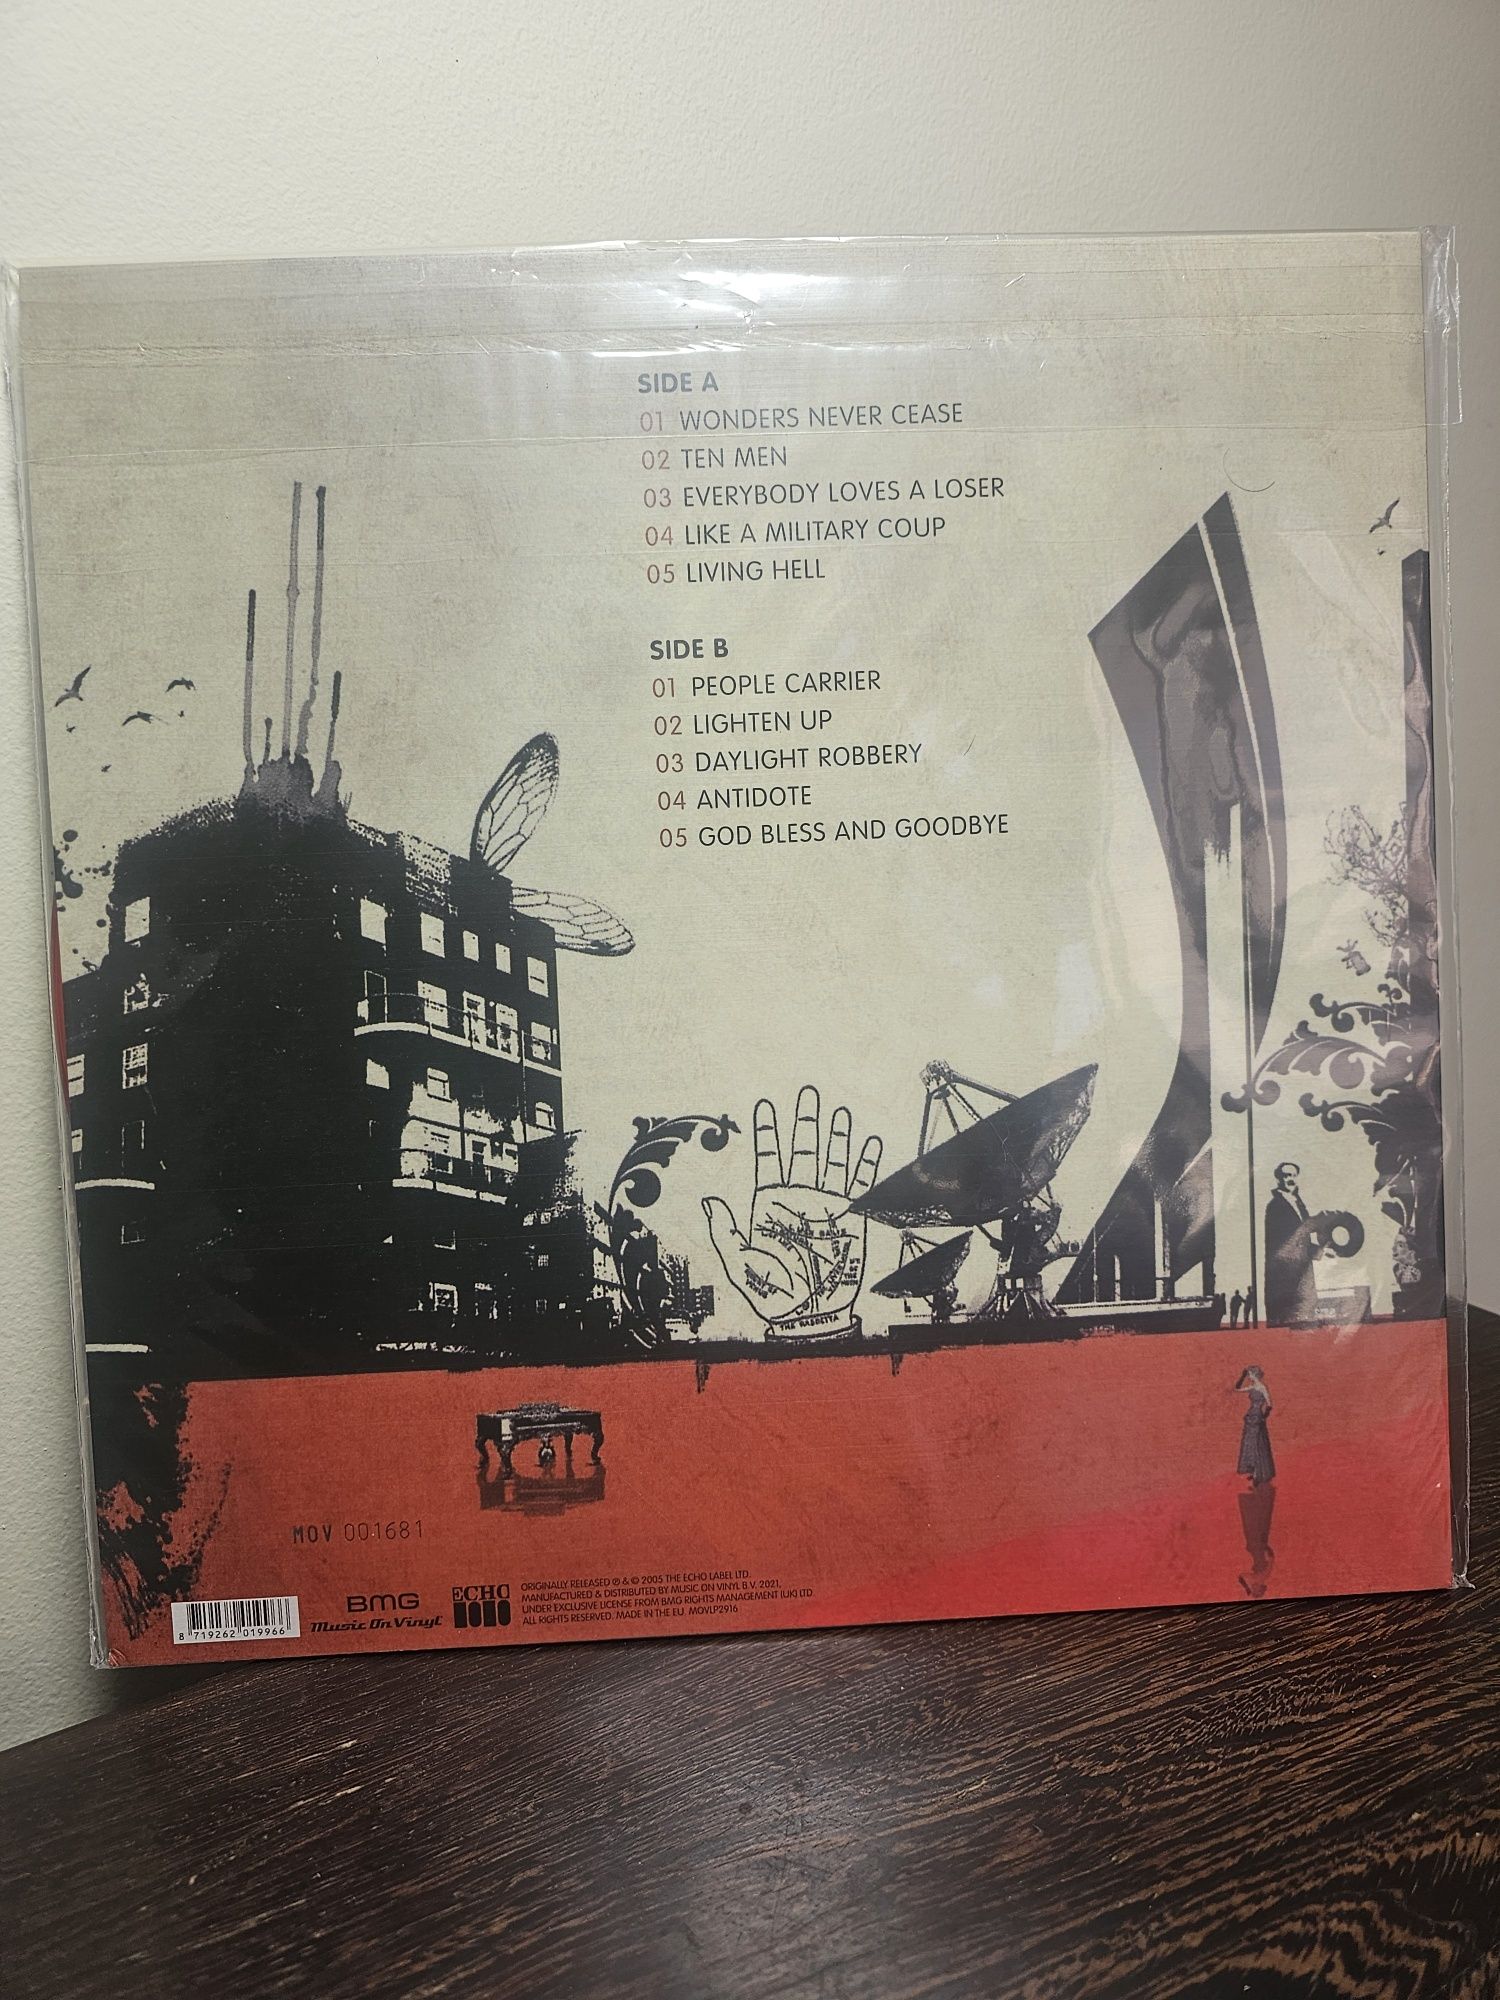 SIDE A
01 WONDERS NEVER CEASE
02 TEN MEN
03 EVERYBODY LOVES A LOSER
04 LIKE A MILITARY COUP
05 LIVING HELL
SIDE B
01 PEOPLE CARRIER
02 LIGHTEN UP
03 DAYLIGHT ROBBERY
04 ANTIDOTE
05 GOD BLESS AND GOODBYE
MOV 001681
8 719262 019966
BMG
Music On Vinyl
ECHO
ORIGINALLY RELEASED ℗ & © 2005 THE ECHO LABEL LTD.
MANUFACTURED & DISTRIBUTED BY MUSIC ON VINYL B.V. 2021,
UNDER EXCLUSIVE LICENSE FROM BMG RIGHTS MANAGEMENT (UK) LTD
ALL RIGHTS RESERVED. MADE IN THE EU. MOVLP2916